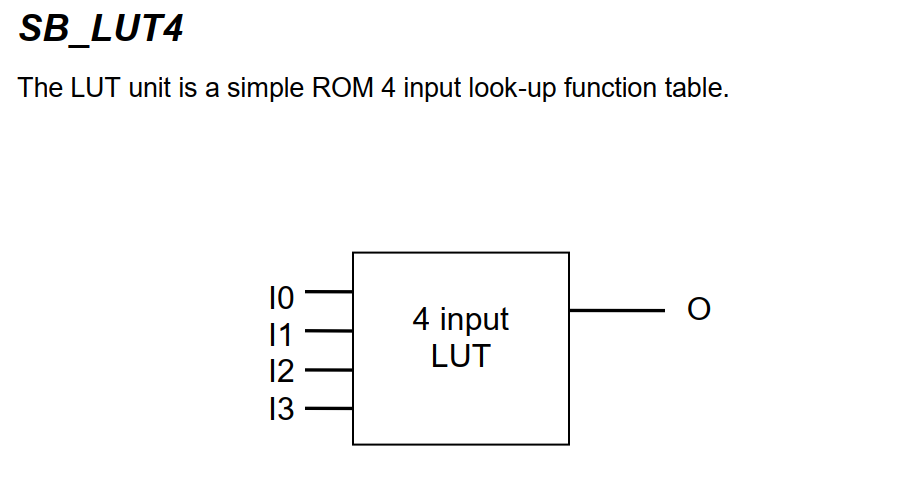 SB_LUT4
The LUT unit is a simple ROM 4 input look-up function table.
I0
I1
I2
I3
4 input
LUT
O